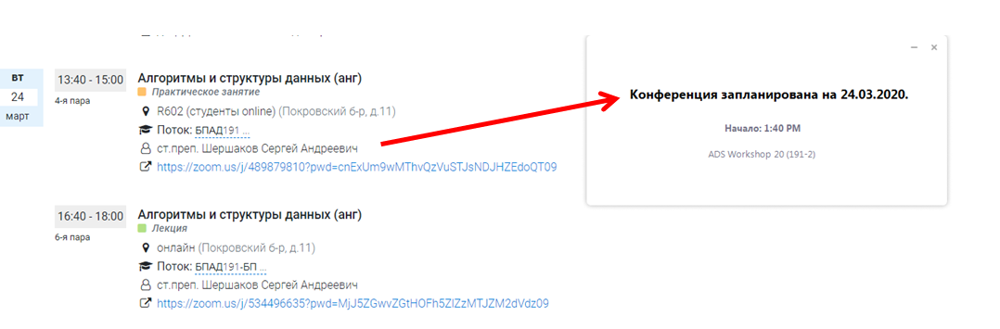 вт
24
март
13:40 - 15:00
4-я пара
Алгоритмы и структуры данных (анг)
Практическое занятие
R602 (студенты online) (Покровский б-р, д.11)
Поток: БПАД191 ...
ст.преп. Шершаков Сергей Андреевич
https://zoom.us/j/489879810?pwd=cnExUm9wMThvQzVuSTJsNDJHZEdoQT09
16:40 - 18:00
6-я пара
Алгоритмы и структуры данных (анг)
Лекция
онлайн (Покровский б-р, д.11)
Поток: БПАД191-БП ...
ст.преп. Шершаков Сергей Андреевич
https://zoom.us/j/534496635?pwd=MjJ5ZGwvZGtHOFh5ZlZzMTJZM2dVdz09
Конференция запланирована на 24.03.2020.
Начало: 1:40 PM
ADS Workshop 20 (191-2)